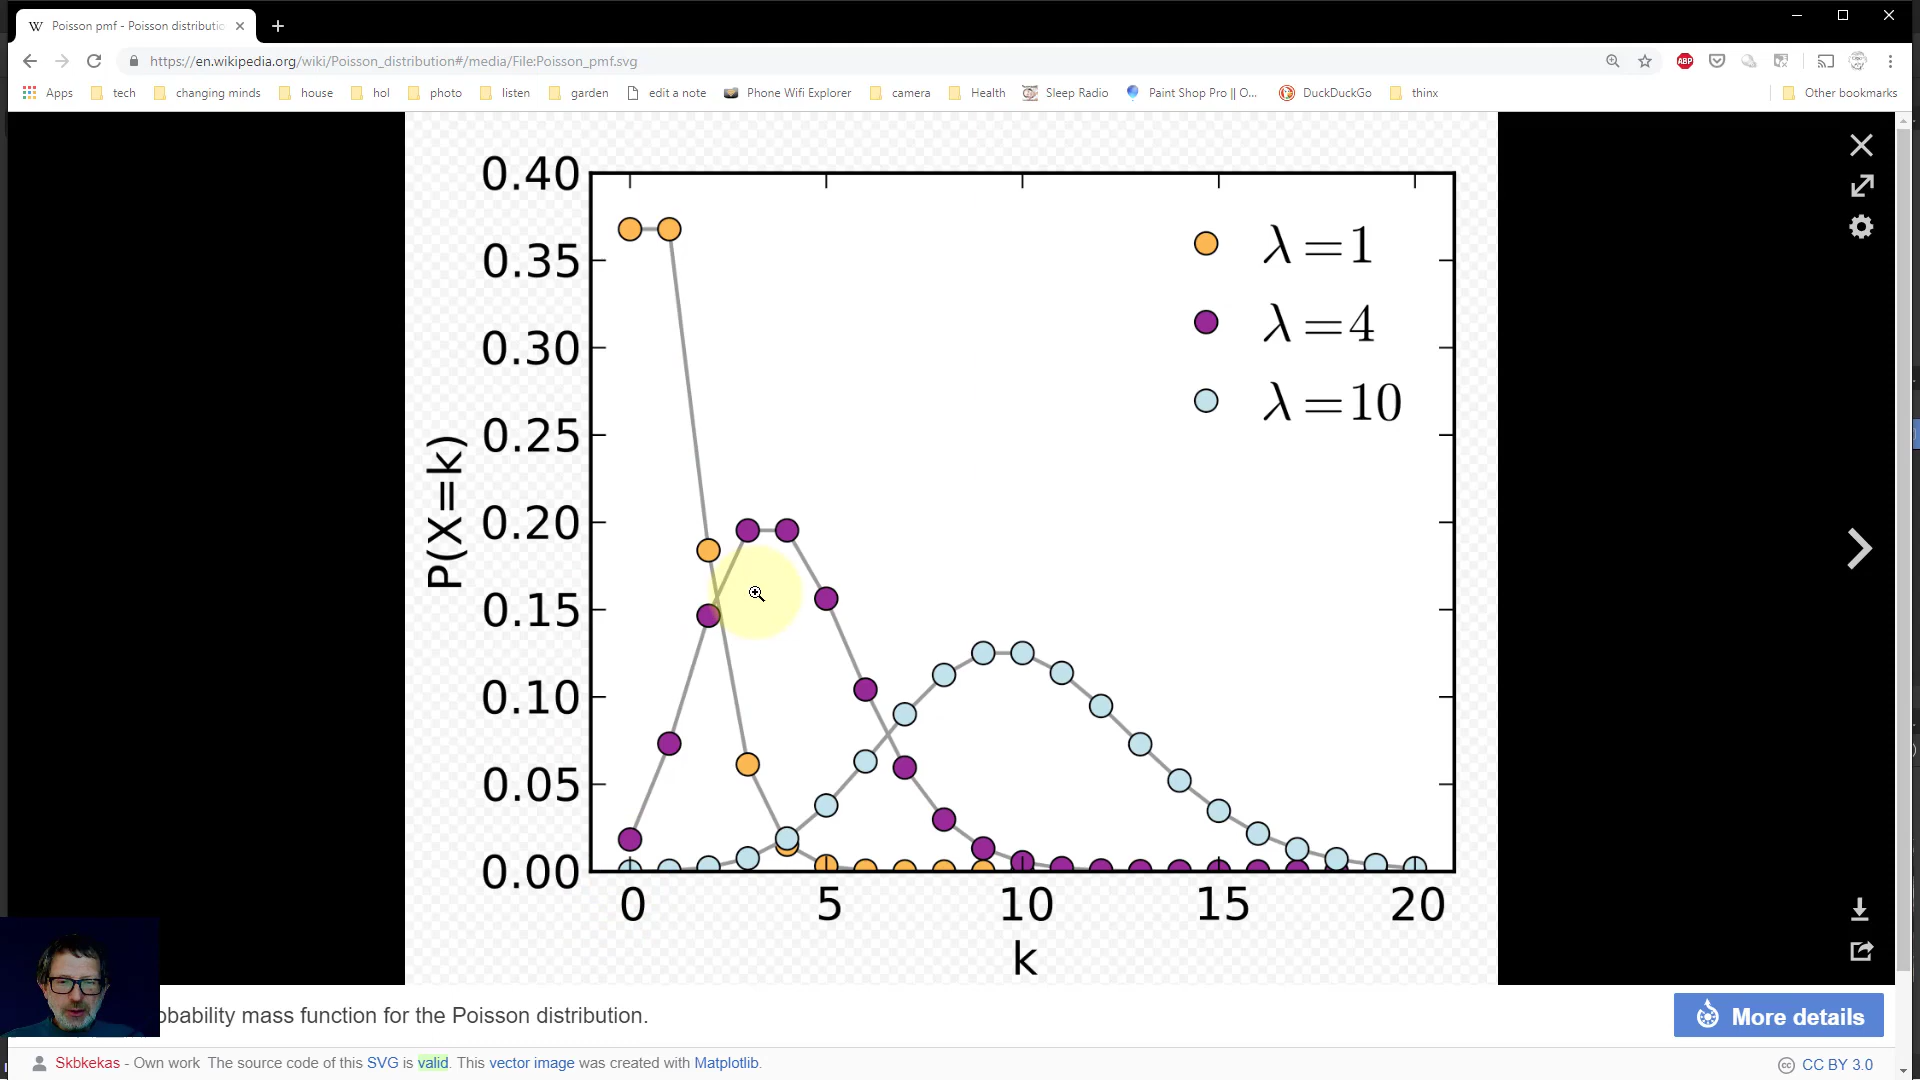 W Poisson pmf - Poisson distributio
https://en.wikipedia.org/wiki/Poisson_distribution#/media/File:Poisson_pmf.svg
ABP
Apps tech changing minds house hol photo listen garden edit a note Phone Wifi Explorer camera Health Sleep Radio Paint Shop Pro || O... DuckDuckGo thinx Other bookmarks
0.40
0.35
0.30
0.25
0.20
0.15
0.10
0.05
0.00
P(X=k)
λ=1
λ=4
λ=10
0 5 10 15 20
k
obability mass function for the Poisson distribution.
More details
Skbkekas - Own work The source code of this SVG is valid. This vector image was created with Matplotlib.
cc CC BY 3.0